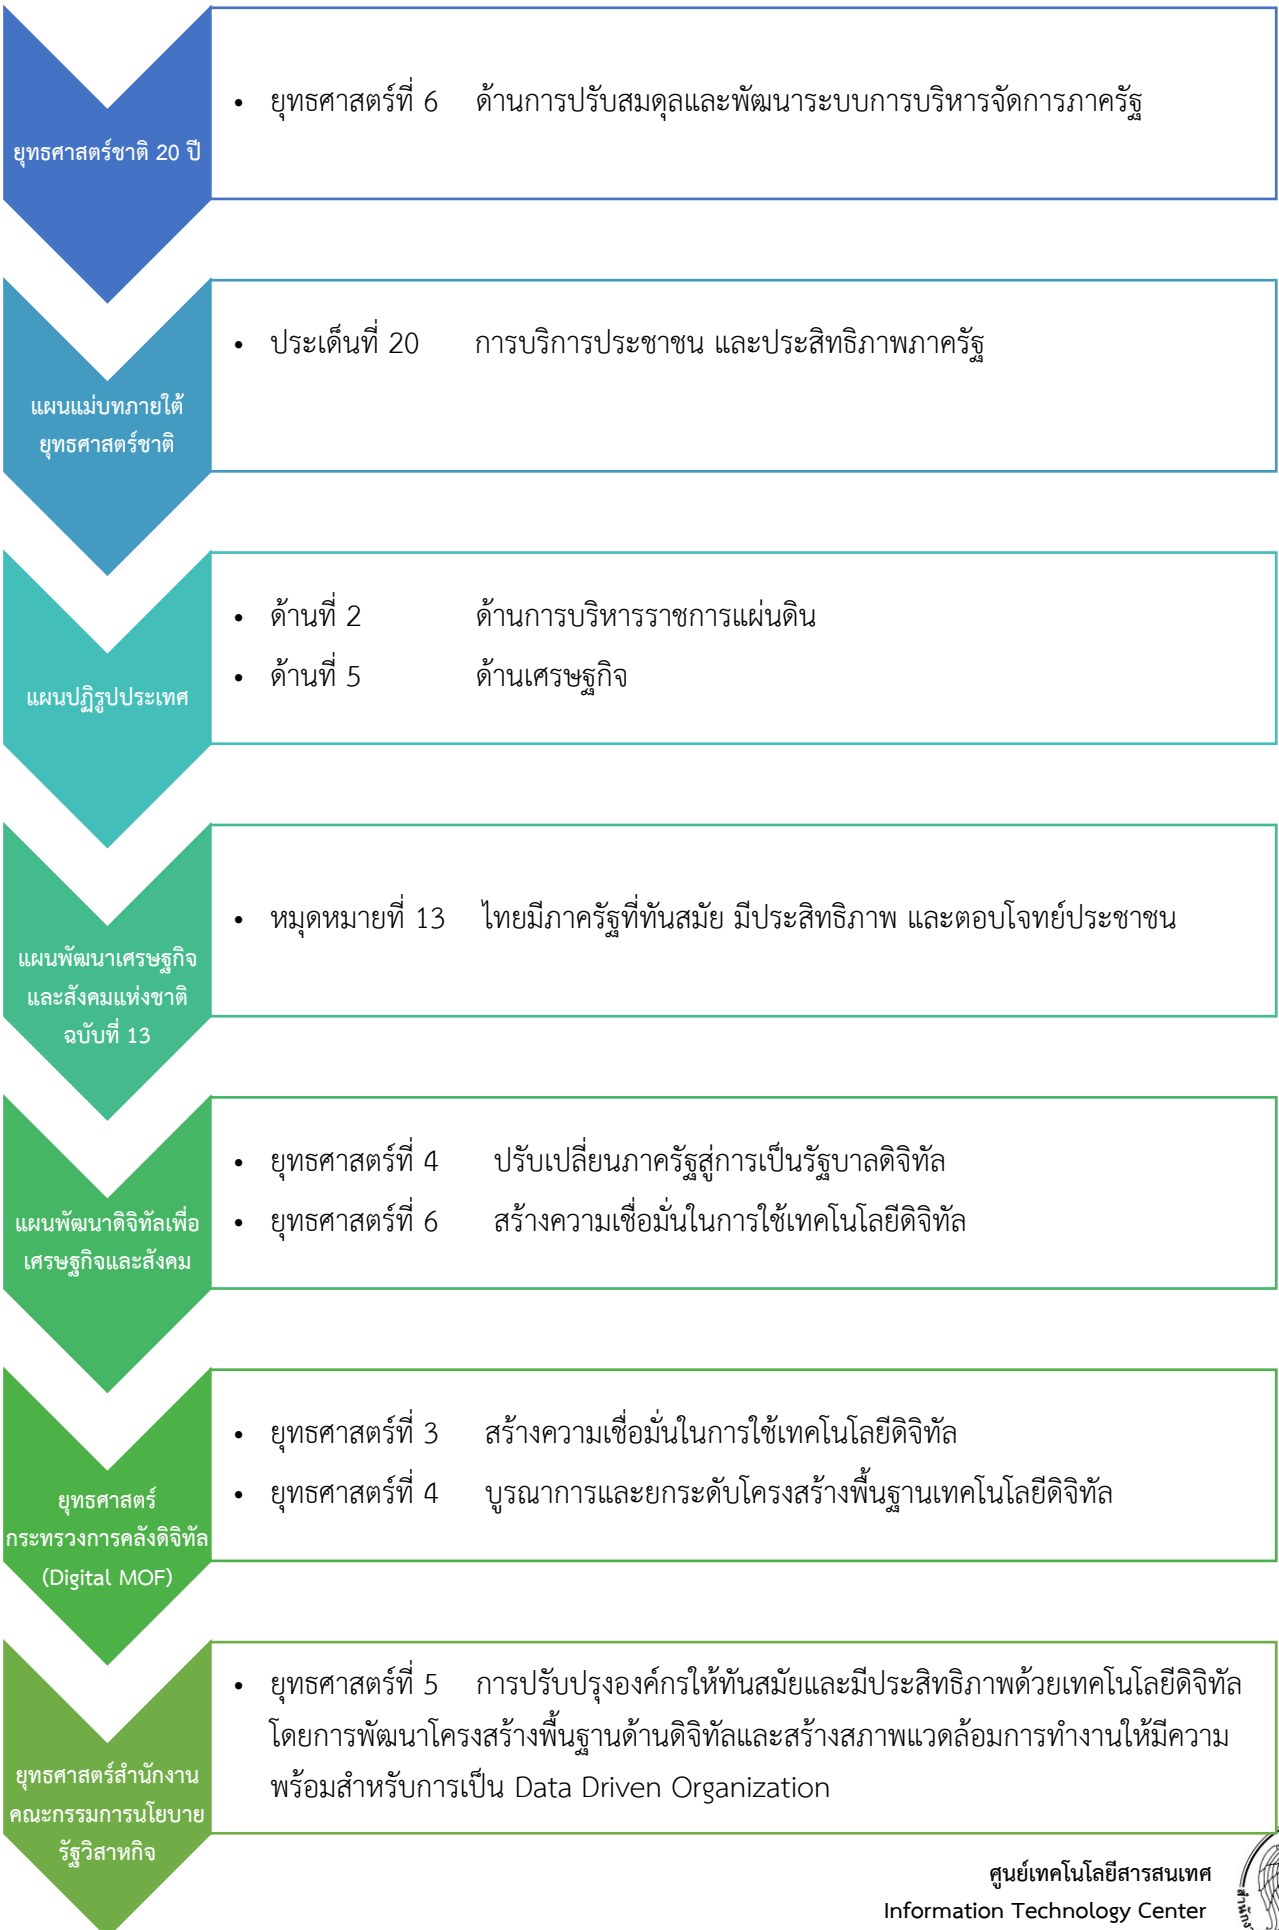 ยุทธศาสตร์ชาติ 20 ปี
• ยุทธศาสตร์ที่ 6 ด้านการปรับสมดุลและพัฒนาระบบการบริหารจัดการภาครัฐ
แผนแม่บทภายใต้
ยุทธศาสตร์ชาติ
• ประเด็นที่ 20 การบริการประชาชน และประสิทธิภาพภาครัฐ
แผนปฏิรูปประเทศ
• ด้านที่ 2 ด้านการบริหารราชการแผ่นดิน
• ด้านที่ 5 ด้านเศรษฐกิจ
แผนพัฒนาเศรษฐกิจ
และสังคมแห่งชาติ
ฉบับที่ 13
• หมุดหมายที่ 13 ไทยมีภาครัฐที่ทันสมัย มีประสิทธิภาพ และตอบโจทย์ประชาชน
แผนพัฒนาดิจิทัลเพื่อ
เศรษฐกิจและสังคม
• ยุทธศาสตร์ที่ 4 ปรับเปลี่ยนภาครัฐสู่การเป็นรัฐบาลดิจิทัล
• ยุทธศาสตร์ที่ 6 สร้างความเชื่อมั่นในการใช้เทคโนโลยีดิจิทัล
ยุทธศาสตร์
กระทรวงการคลังดิจิทัล
(Digital MOF)
• ยุทธศาสตร์ที่ 3 สร้างความเชื่อมั่นในการใช้เทคโนโลยีดิจิทัล
• ยุทธศาสตร์ที่ 4 บูรณาการและยกระดับโครงสร้างพื้นฐานเทคโนโลยีดิจิทัล
ยุทธศาสตร์สำนักงาน
คณะกรรมการนโยบาย
รัฐวิสาหกิจ
• ยุทธศาสตร์ที่ 5 การปรับปรุงองค์กรให้ทันสมัยและมีประสิทธิภาพด้วยเทคโนโลยีดิจิทัล
โดยการพัฒนาโครงสร้างพื้นฐานด้านดิจิทัลและสร้างสภาพแวดล้อมการทำงานให้มีความ
พร้อมสำหรับการเป็น Data Driven Organization
ศูนย์เทคโนโลยีสารสนเทศ
Information Technology Center